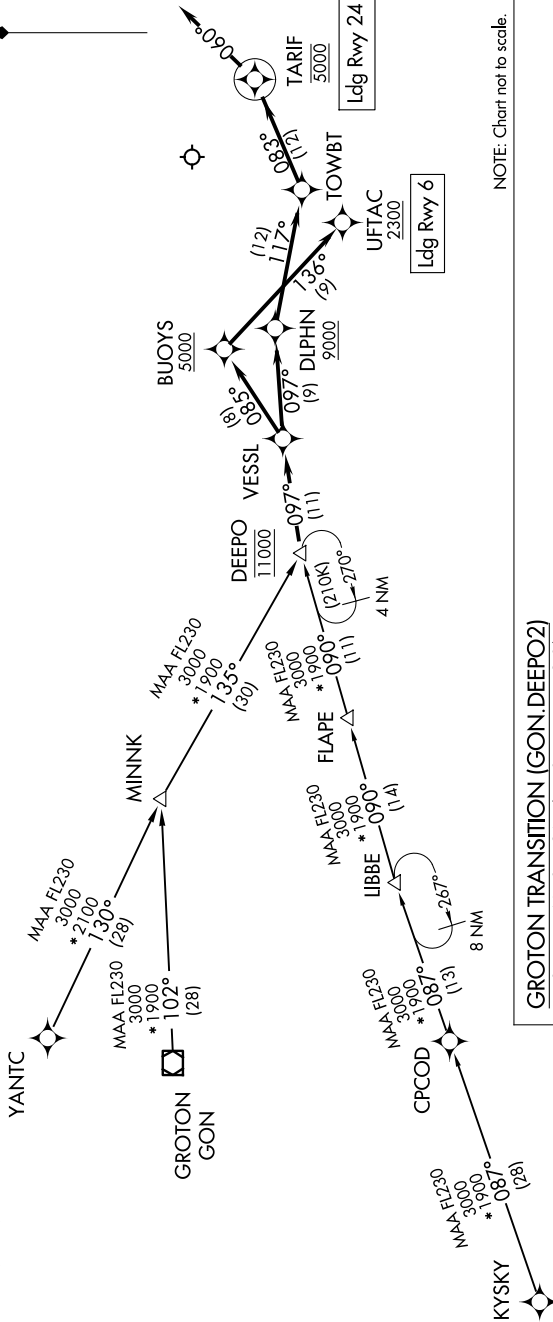 YANTC
MAA FL230
3000
*2100
130°
(28)
GROTON
GON
MAA FL230
3000
*1900
102°
(28)
MINNK
MAA FL230
3000
*1900
135°
(30)
KYSKY
MAA FL230
3000
*1900
087°
(28)
CPCOD
MAA FL230
3000
*1900
087°
(13)
LIBBE
267°
8 NM
MAA FL230
3000
*1900
090°
(14)
FLAPE
MAA FL230
3000
*1900
090°
(11)
DEEPO
11000
(210K)
270°
4 NM
097°
(11)
VESSL
(8)
085°
BUOYS
5000
097°
(9)
DLPHN
9000
136°
(9)
(12)
117°
UFTAC
2300
Ldg Rwy 6
TOWBT
083°
(12)
TARIF
5000
Ldg Rwy 24
060°
NOTE: Chart not to scale.
GROTON TRANSITION (GON.DEEPO2)